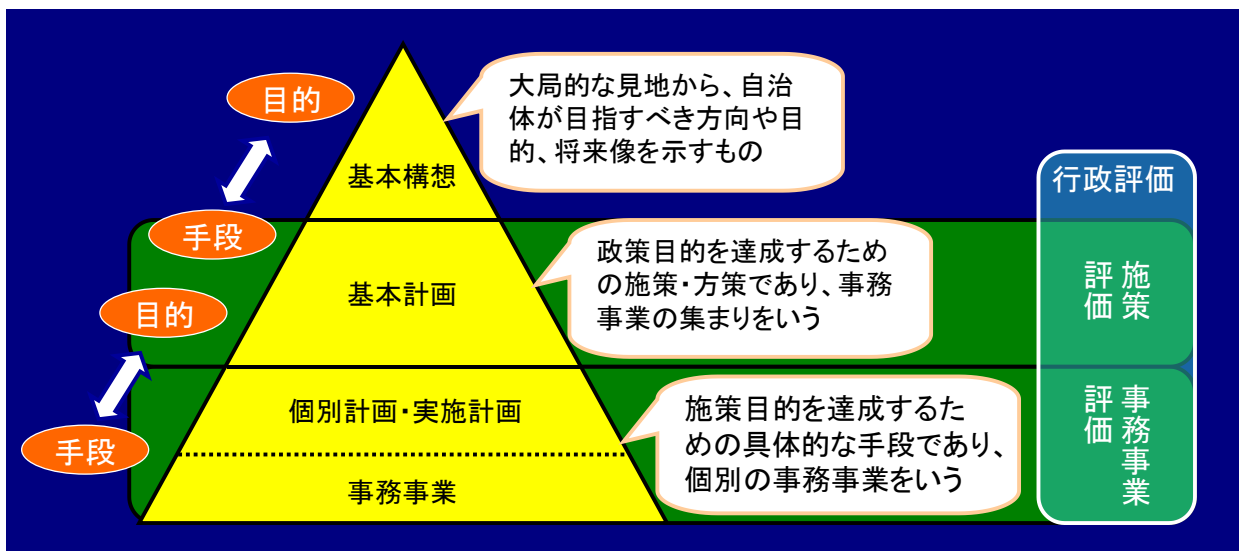 目的
大局的な見地から、自治
体が目指すべき方向や目
的、将来像を示すもの
基本構想
行政評価
手段
政策目的を達成するため
の施策・方策であり、事務
事業の集まりをいう
基本計画
施策
評価
目的
個別計画・実施計画
施策目的を達成するた
めの具体的な手段であり、
個別の事務事業をいう
事務事業
評価
手段
事務事業